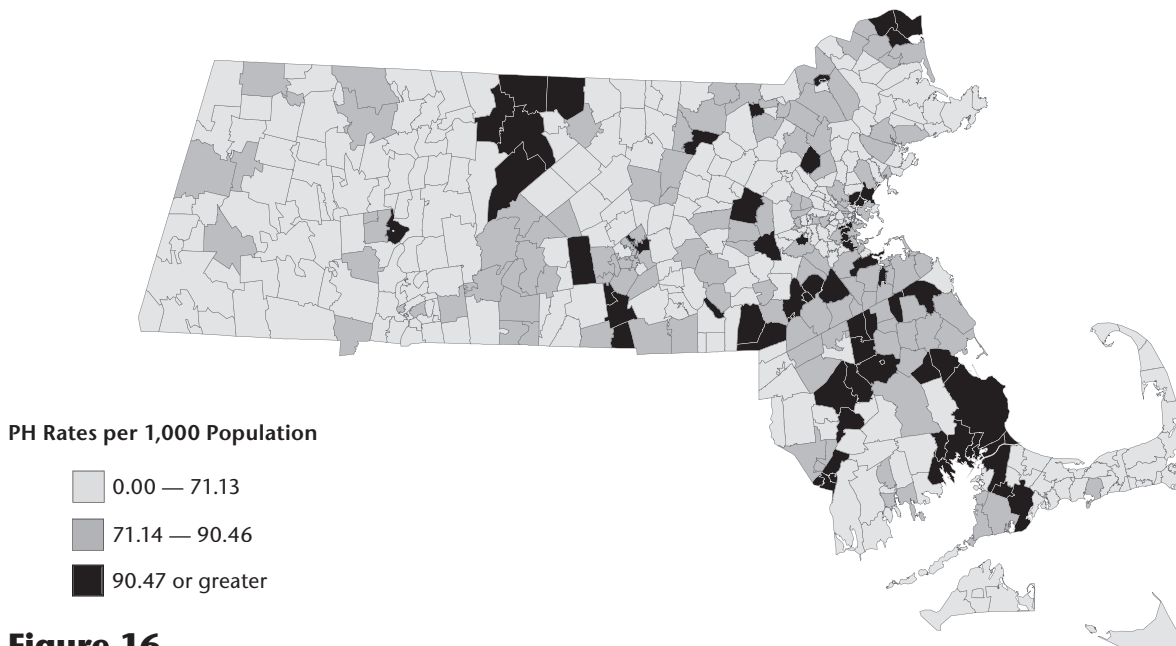 PH Rates per 1,000 Population
0.00 — 71.13
71.14 — 90.46
90.47 or greater
Figure 16